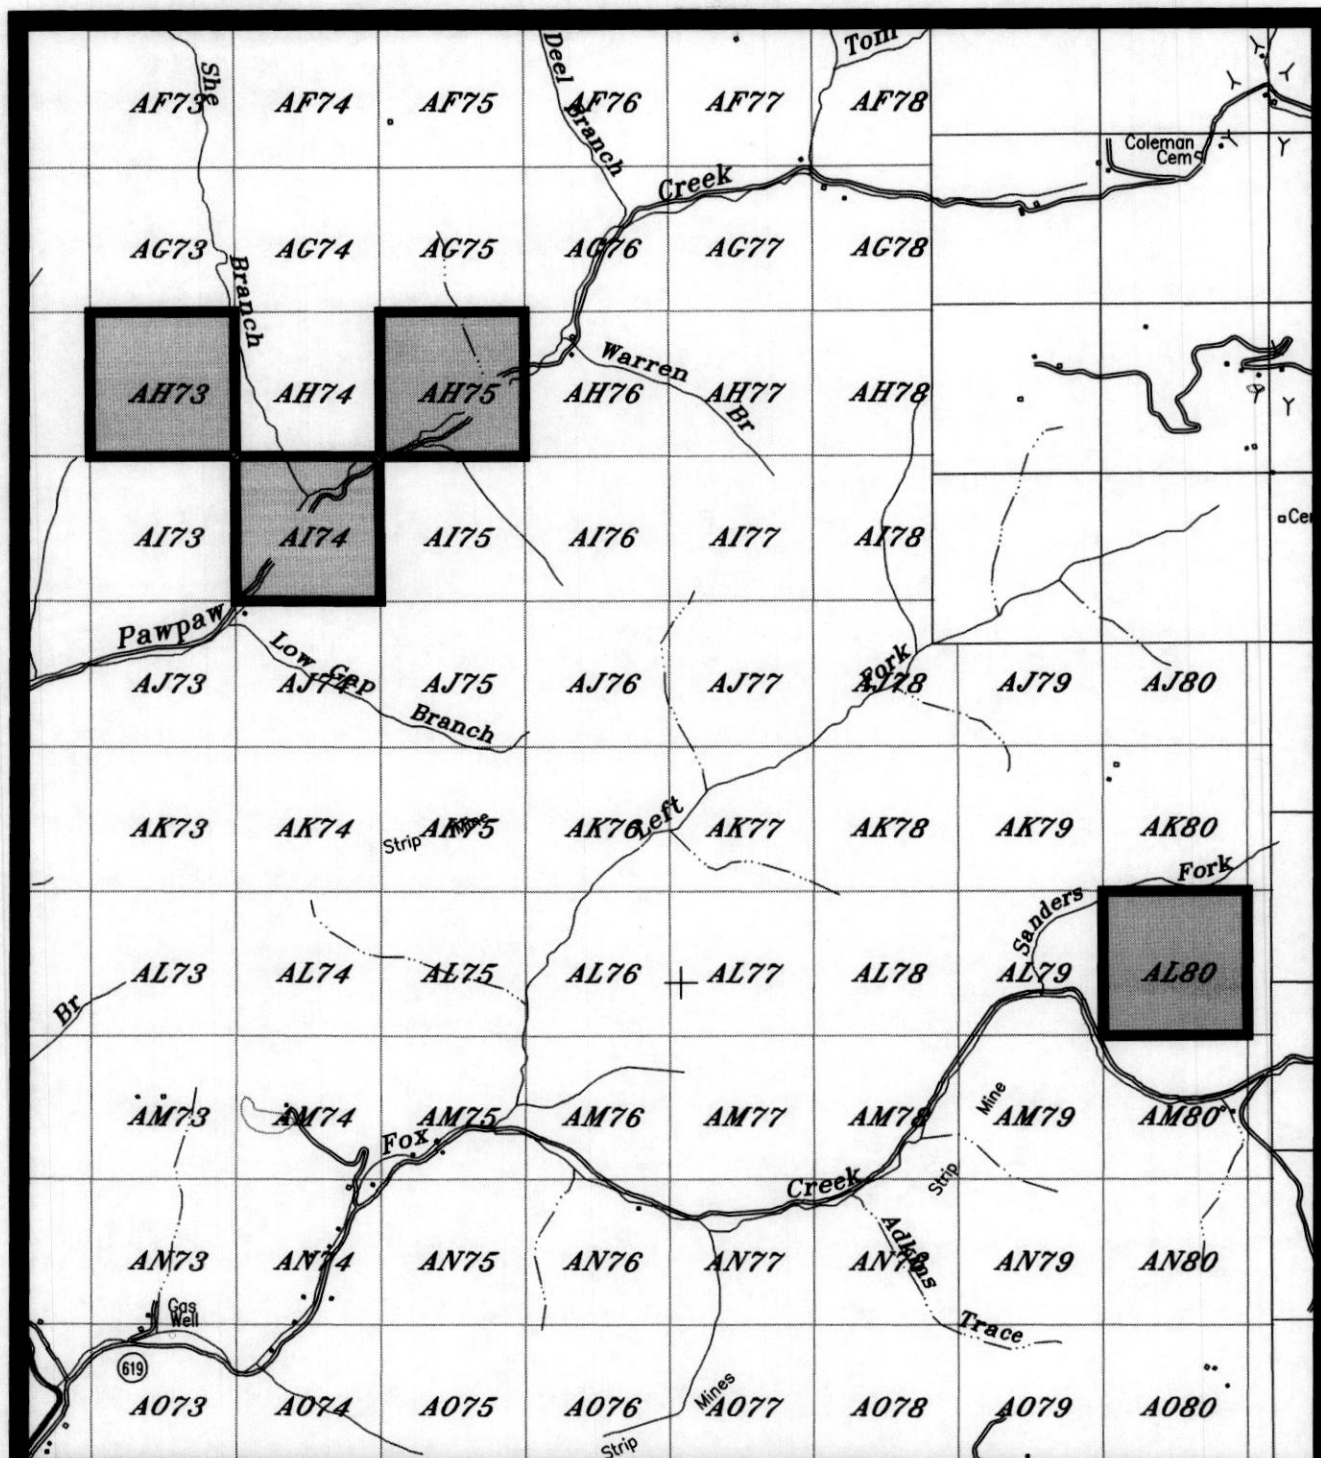 Tom
She
Deel
AF73 AF74 AF75 AF76 AF77 AF78
Branch
Coleman
Cem
Creek
AG73 AG74 AG75 AG76 AG77 AG78
Branch
Warren
AH73 AH74 AH75 AH76 AH77 AH78
Br
AI73 AI74 AI75 AI76 AI77 AI78
Cem
Pawpaw
Low Gap
Fork
AJ73 AJ74 AJ75 AJ76 AJ77 AJ78 AJ79 AJ80
Branch
Left
AK73 AK74 AK75 AK76 AK77 AK78 AK79 AK80
Strip Mine
Fork
Sanders
AL73 AL74 AL75 AL76 AL77 AL78 AL79 AL80
Br
Mine
AM73 AM74 AM75 AM76 AM77 AM78 AM79 AM80
Fox
Strip
Creek
Adkins
AN73 AN74 AN75 AN76 AN77 AN78 AN79 AN80
Gas
Well
Trace
619
Mines
AO73 AO74 AO75 AO76 AO77 AO78 AO79 AO80
Strip